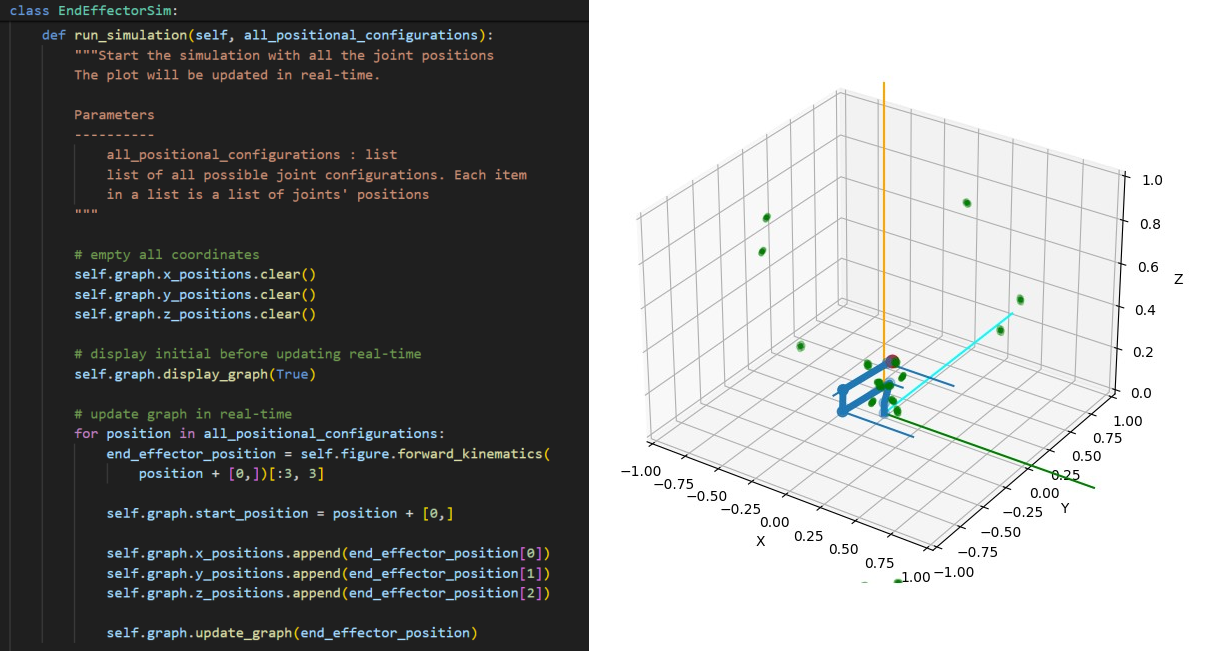 class EndEffectorSim:
    def run_simulation(self, all_positional_configurations):
        """Start the simulation with all the joint positions
        The plot will be updated in real-time.

        Parameters
        ----------
            all_positional_configurations : list
            list of all possible joint configurations. Each item
            in a list is a list of joints' positions
        """

        # empty all coordinates
        self.graph.x_positions.clear()
        self.graph.y_positions.clear()
        self.graph.z_positions.clear()

        # display initial before updating real-time
        self.graph.display_graph(True)

        # update graph in real-time
        for position in all_positional_configurations:
            end_effector_position = self.figure.forward_kinematics(
                position + [0,])[:3, 3]

            self.graph.start_position = position + [0,]

            self.graph.x_positions.append(end_effector_position[0])
            self.graph.y_positions.append(end_effector_position[1])
            self.graph.z_positions.append(end_effector_position[2])

            self.graph.update_graph(end_effector_position)
1.0
0.8
0.6
0.4
0.2
0.0
Z
−1.00
−0.75
−0.50
−0.25
0.00
0.25
0.50
0.75
1.00
X
1.00
0.75
0.50
0.25
0.00
−0.25
−0.50
−0.75
−1.00
Y